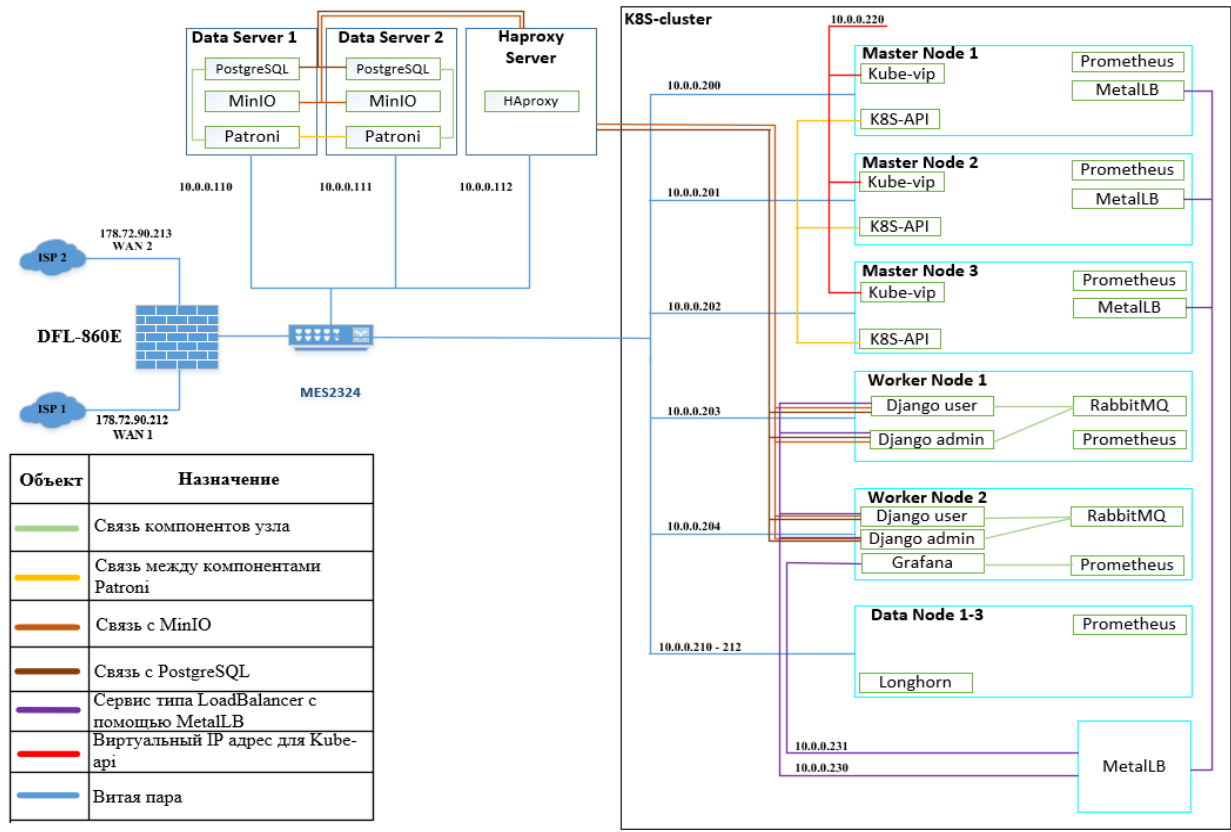 Data Server 1
PostgreSQL
MinIO
Patroni
Data Server 2
PostgreSQL
MinIO
Patroni
Haproxy
Server
HAproxy
10.0.0.110
10.0.0.111
10.0.0.112
178.72.90.213
WAN 2
ISP 2
DFL-860E
ISP 1
178.72.90.212
WAN 1
MES2324
Объект
Назначение
Связь компонентов узла
Связь между компонентами
Patroni
Связь с MinIO
Связь с PostgreSQL
Сервис типа LoadBalancer с
помощью MetalLB
Виртуальный IP адрес для Kube-
api
Витая пара
K8S-cluster
10.0.0.220
10.0.0.200
Master Node 1
Kube-vip
K8S-API
Prometheus
MetalLB
10.0.0.201
Master Node 2
Kube-vip
K8S-API
Prometheus
MetalLB
10.0.0.202
Master Node 3
Kube-vip
K8S-API
Prometheus
MetalLB
10.0.0.203
Worker Node 1
Django user
Django admin
RabbitMQ
Prometheus
10.0.0.204
Worker Node 2
Django user
Django admin
Grafana
RabbitMQ
Prometheus
10.0.0.210 - 212
Data Node 1-3
Prometheus
Longhorn
10.0.0.231
10.0.0.230
MetalLB